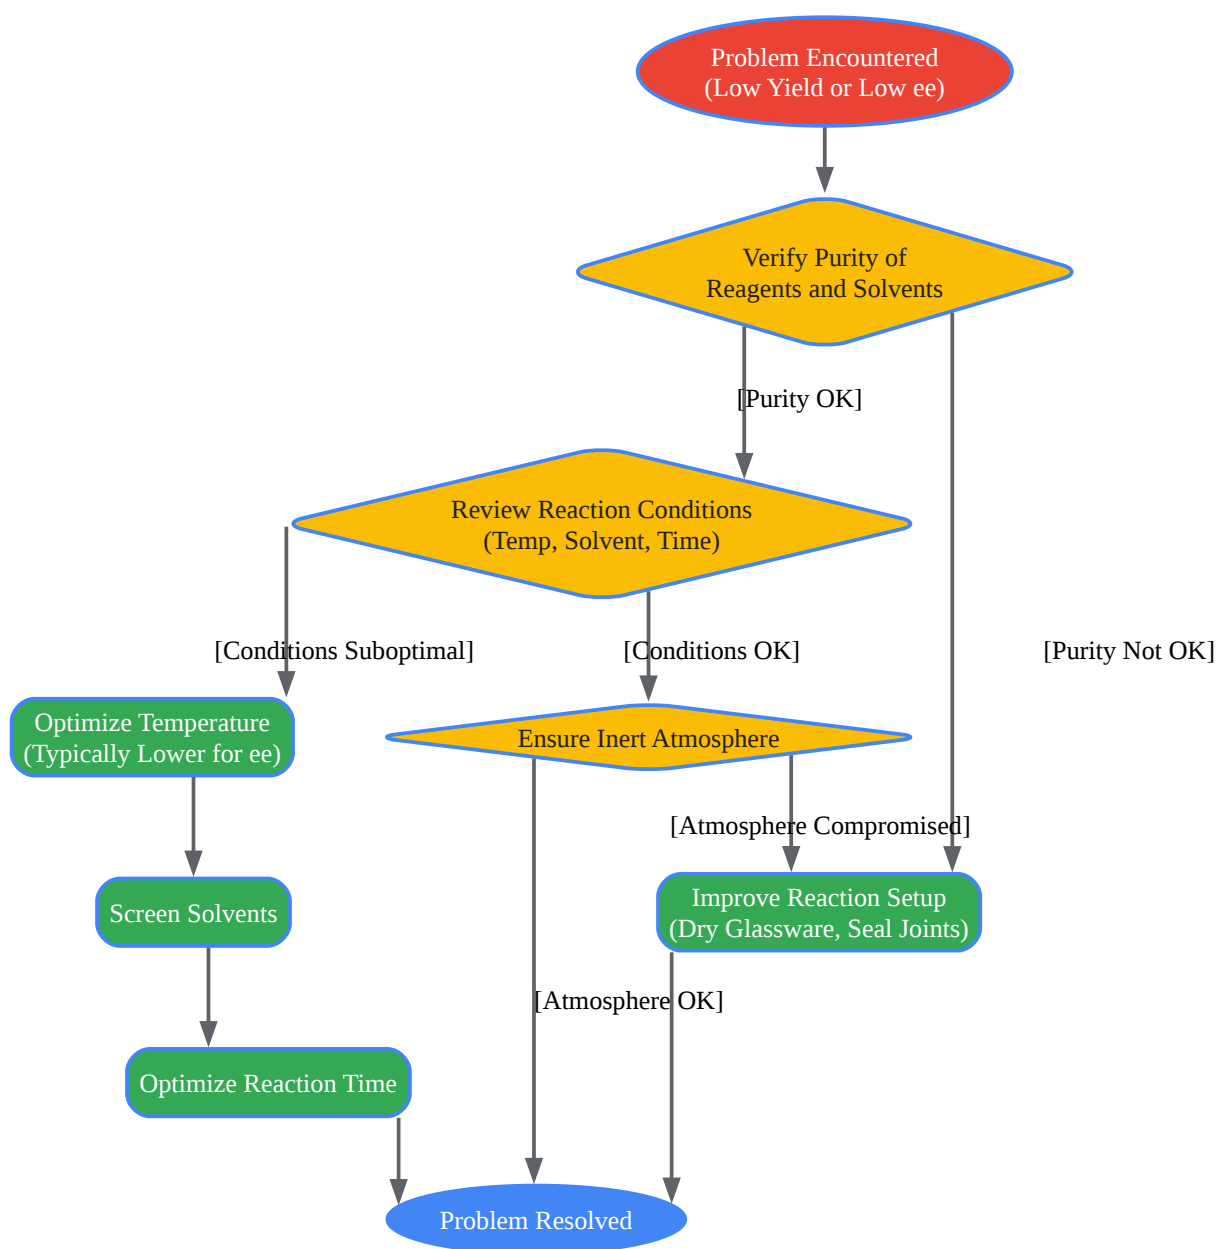 Problem Encountered
(Low Yield or Low ee)
Verify Purity of
Reagents and Solvents
[Purity OK]
Review Reaction Conditions
(Temp, Solvent, Time)
[Conditions Suboptimal]
[Conditions OK]
[Purity Not OK]
Optimize Temperature
(Typically Lower for ee)
Ensure Inert Atmosphere
[Atmosphere Compromised]
Screen Solvents
Improve Reaction Setup
(Dry Glassware, Seal Joints)
[Atmosphere OK]
Optimize Reaction Time
Problem Resolved